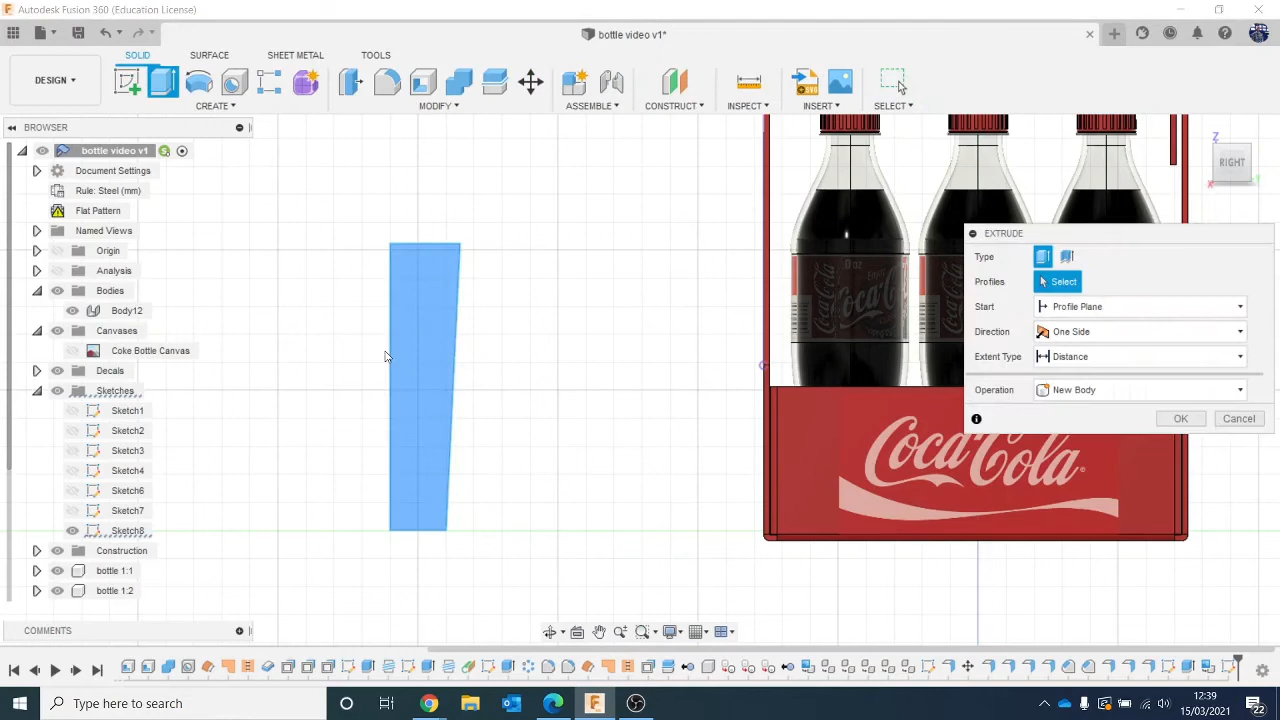 Autodesk Fusion 360 (Education License)
bottle video v1*
DESIGN
SOLID
SURFACE
SHEET METAL
TOOLS
CREATE
MODIFY
ASSEMBLE
CONSTRUCT
INSPECT
INSERT
SELECT
BROWSER
bottle video v1
Document Settings
Rule: Steel (mm)
Flat Pattern
Named Views
Origin
Analysis
Bodies
Body12
Canvases
Coke Bottle Canvas
Decals
Sketches
Sketch1
Sketch2
Sketch3
Sketch4
Sketch6
Sketch7
Sketch8
Construction
bottle 1:1
bottle 1:2
COMMENTS
Z
RIGHT
X
Y
EXTRUDE
Type
Profiles Select
Start Profile Plane
Direction One Side
Extent Type Distance
Operation New Body
OK Cancel
Enjoy
Coca-Cola
Coca-Cola®
Type here to search
12:39
15/03/2021
22